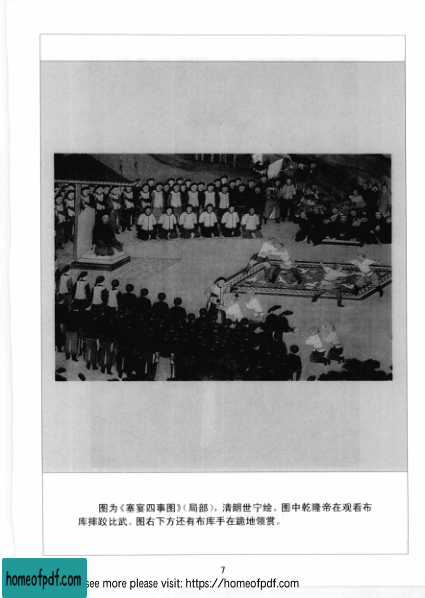 图为《塞宴四事图》（局部），清朗世宁绘。图中乾隆帝在观看布
库摔跤比武。图右下方还有布库手在跪地领赏。
7
homeofpdf.com
see more please visit: https://homeofpdf.com